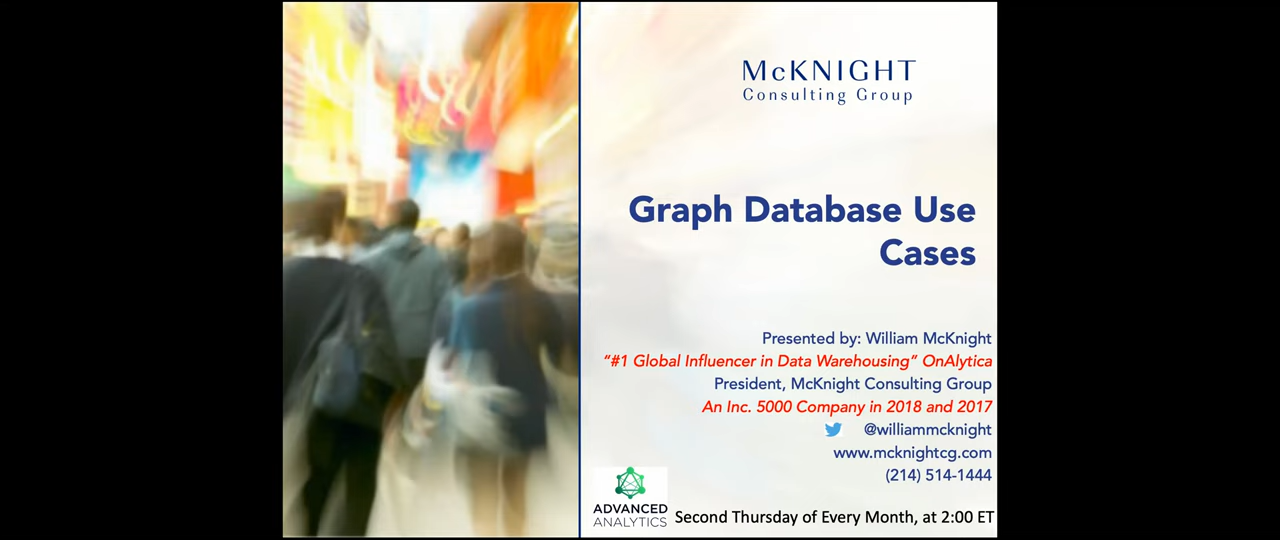 McKNIGHT
Consulting Group
Graph Database Use
Cases
Presented by: William McKnight
"#1 Global Influencer in Data Warehousing" OnAlytica
President, McKnight Consulting Group
An Inc. 5000 Company in 2018 and 2017
@williammcknight
www.mcknightcg.com
(214) 514-1444
ADVANCED
ANALYTICS
Second Thursday of Every Month, at 2:00 ET